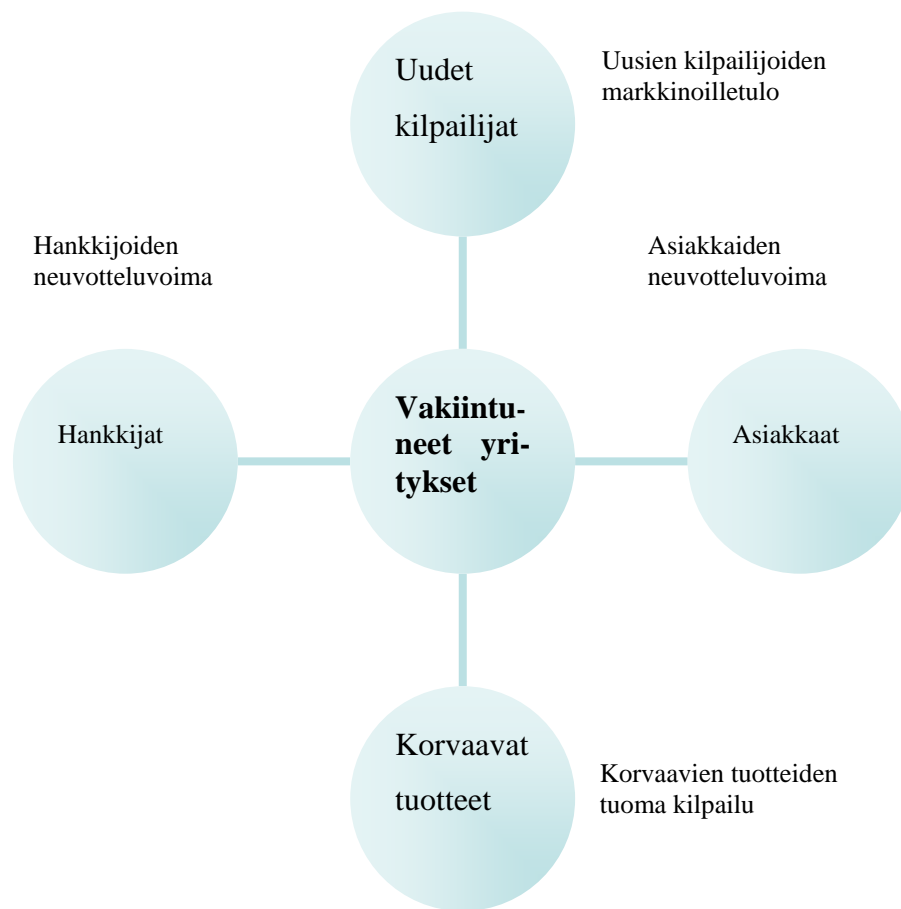 Uudet
kilpailijat
Uusien kilpailijoiden
markkinoilletulo
Hankkijoiden
neuvotteluvoima
Asiakkaiden
neuvotteluvoima
Hankkijat
Vakiintu-
neet yri-
tykset
Asiakkaat
Korvaavat
tuotteet
Korvaavien tuotteiden
tuoma kilpailu